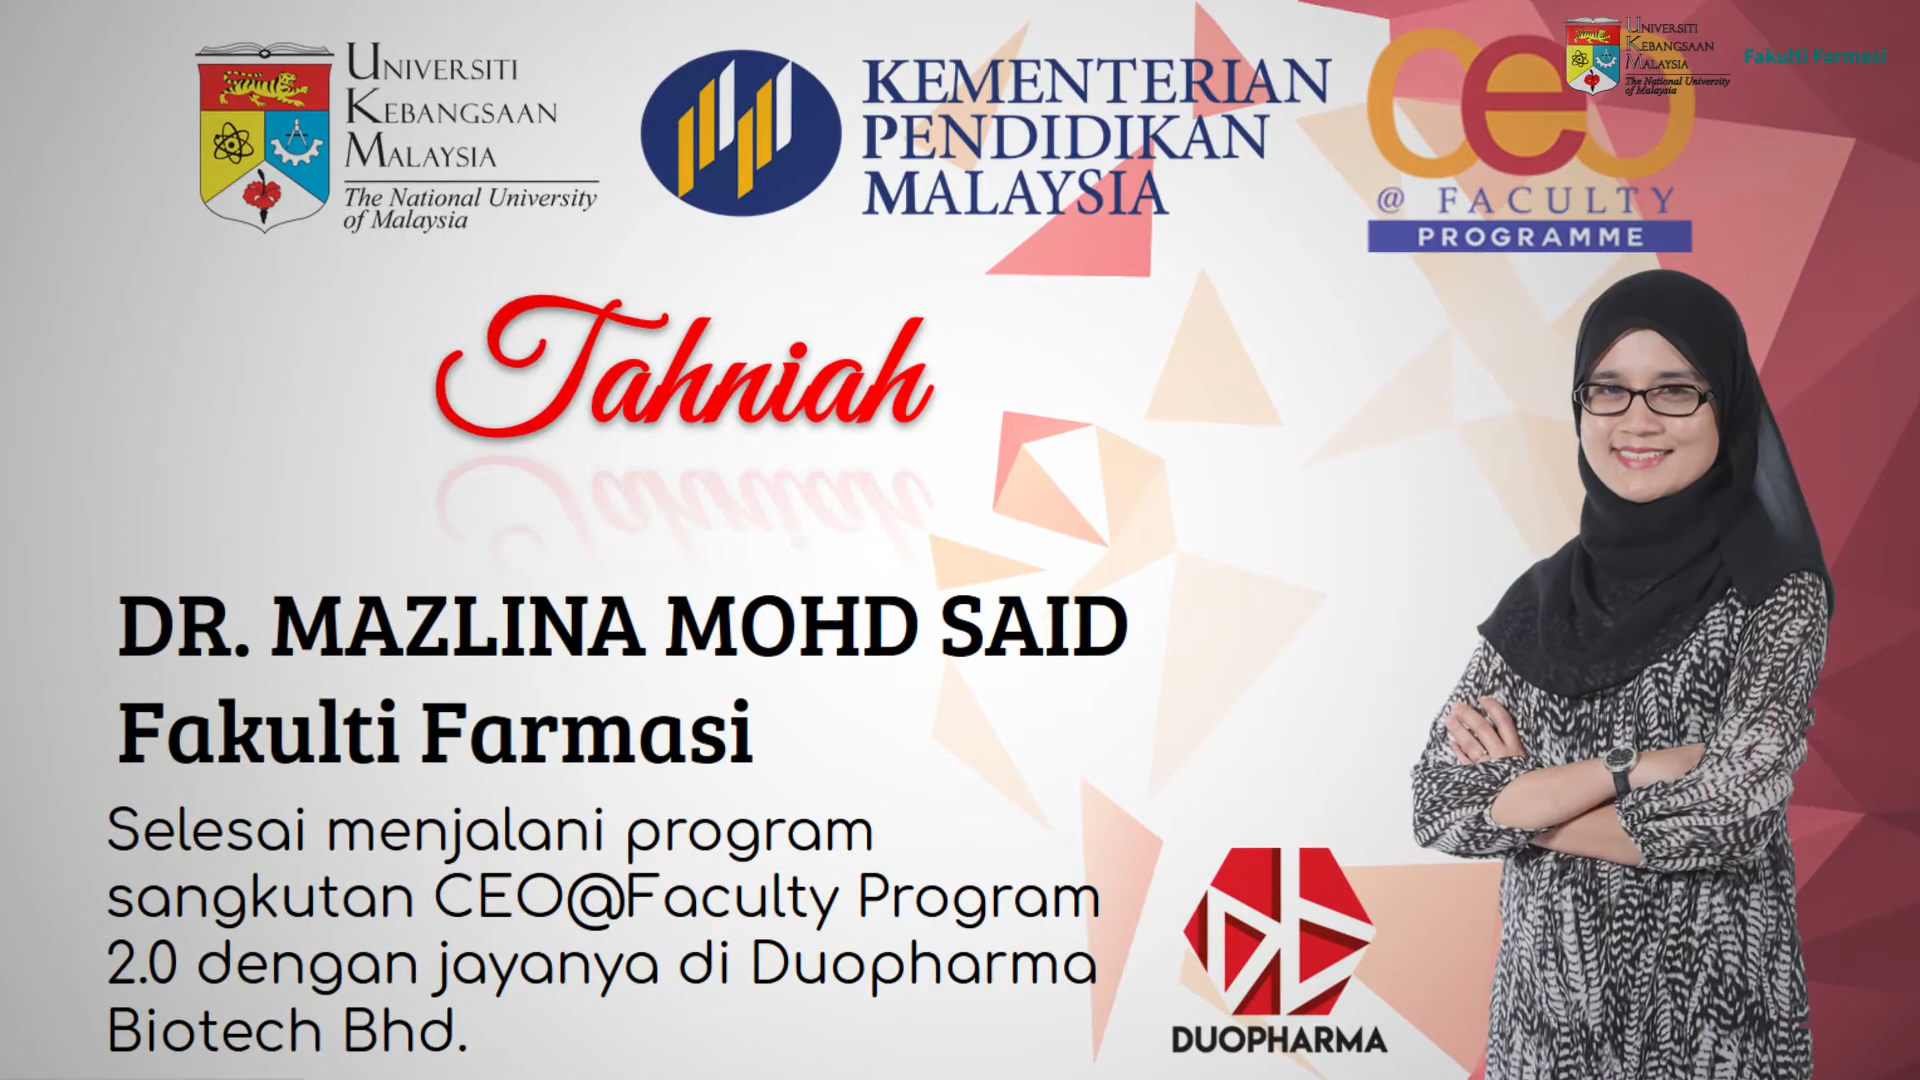 UNIVERSITI
KEBANGSAAN
MALAYSIA
The National University
of Malaysia
KEMENTERIAN
PENDIDIKAN
MALAYSIA
CEO
@ FACULTY
PROGRAMME
UNIVERSITI
KEBANGSAAN
MALAYSIA
The National University
of Malaysia
Fakulti Farmasi
Tahniah
DR. MAZLINA MOHD SAID
Fakulti Farmasi
Selesai menjalani program
sangkutan CEO@Faculty Program
2.0 dengan jayanya di Duopharma
Biotech Bhd.
DUOPHARMA